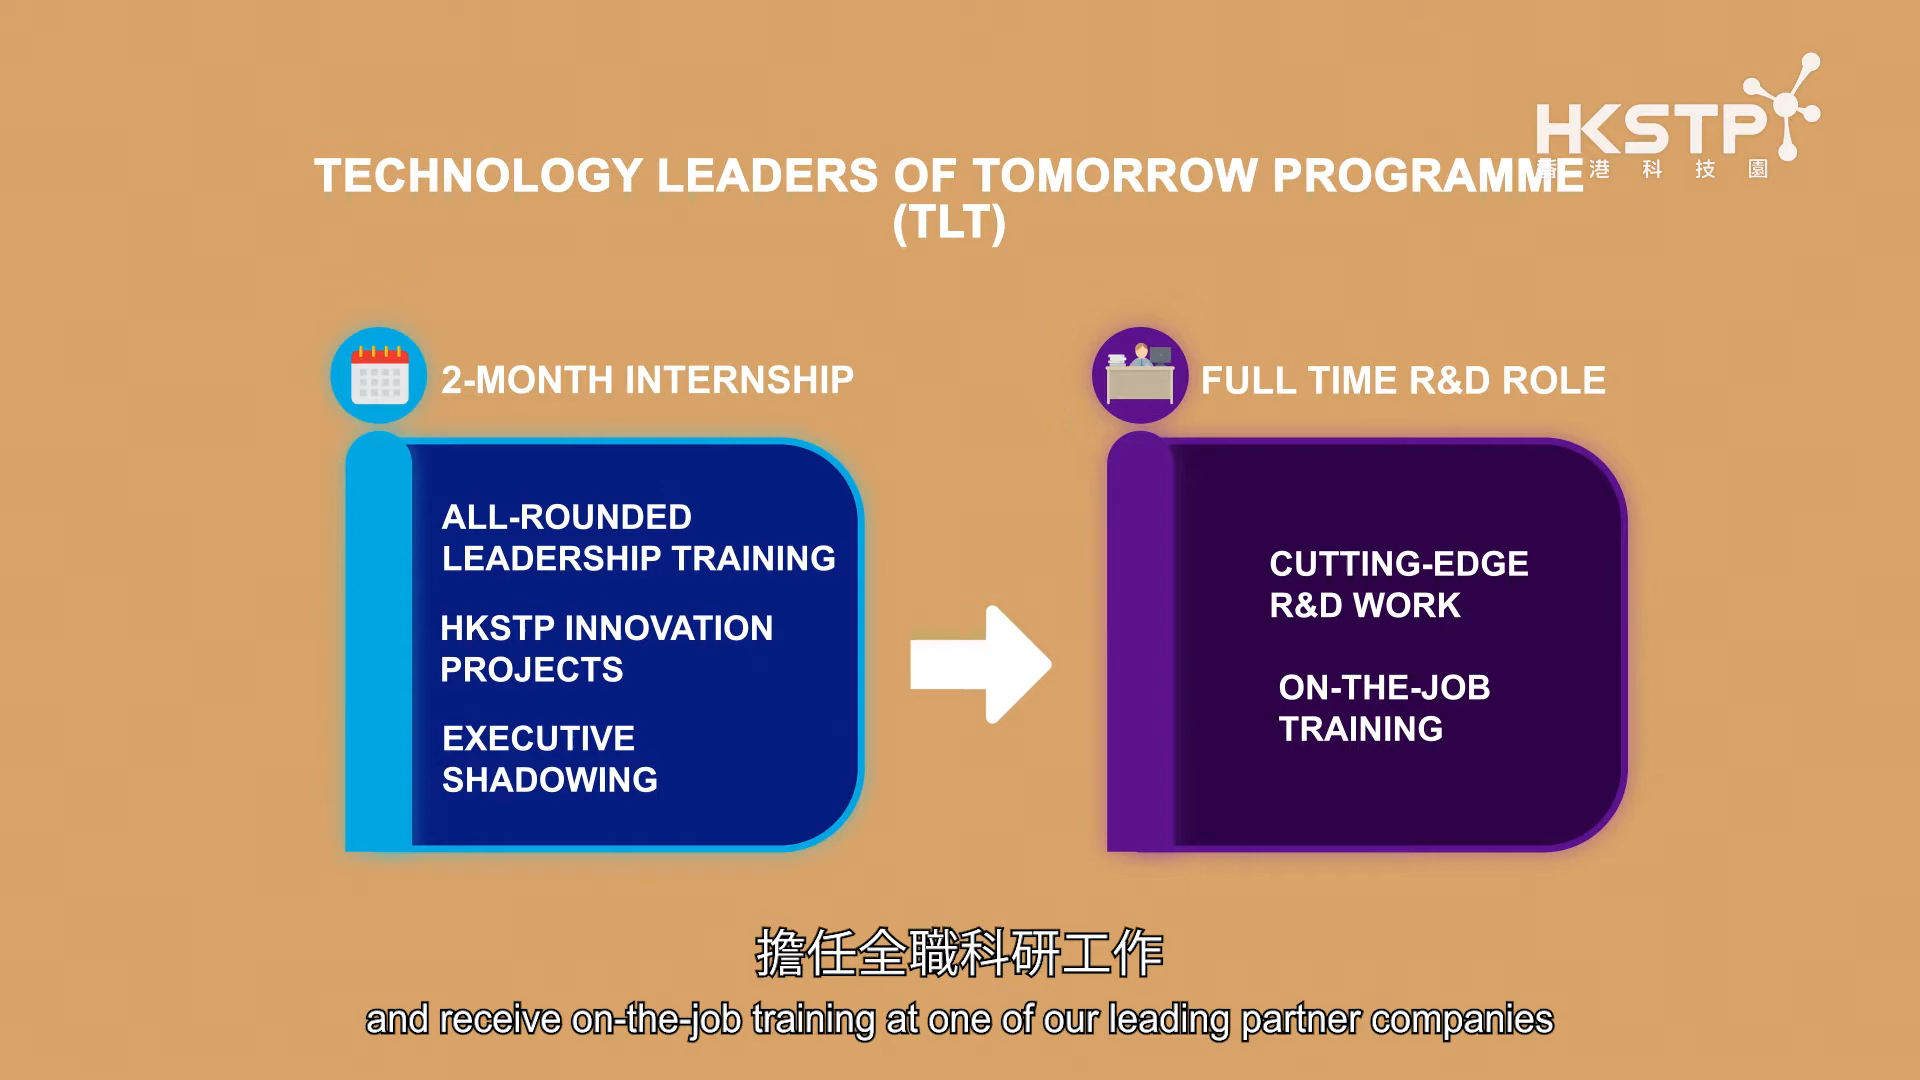 HKSTP
香港科技園
TECHNOLOGY LEADERS OF TOMORROW PROGRAMME
(TLT)
2-MONTH INTERNSHIP
ALL-ROUNDED
LEADERSHIP TRAINING
HKSTP INNOVATION
PROJECTS
EXECUTIVE
SHADOWING
FULL TIME R&D ROLE
CUTTING-EDGE
R&D WORK
ON-THE-JOB
TRAINING
擔任全職科研工作
and receive on-the-job training at one of our leading partner companies